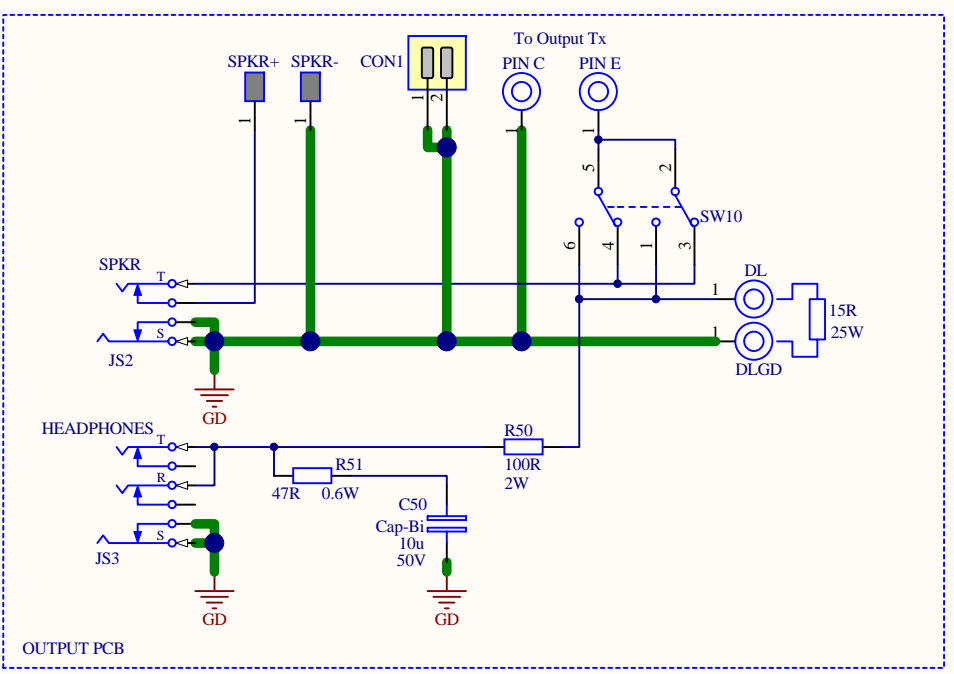 To Output Tx
SPKR+ SPKR- CON1 PIN C PIN E
1 1 1 2 1 1
5 2
SW10
6 4 1 3
SPKR
T
DL
1
15R
25W
1
S
JS2
DLGD
GD
HEADPHONES
T
R50
100R
2W
R51
47R 0.6W
R
C50
Cap-Bi
10u
50V
S
JS3
GD GD
OUTPUT PCB